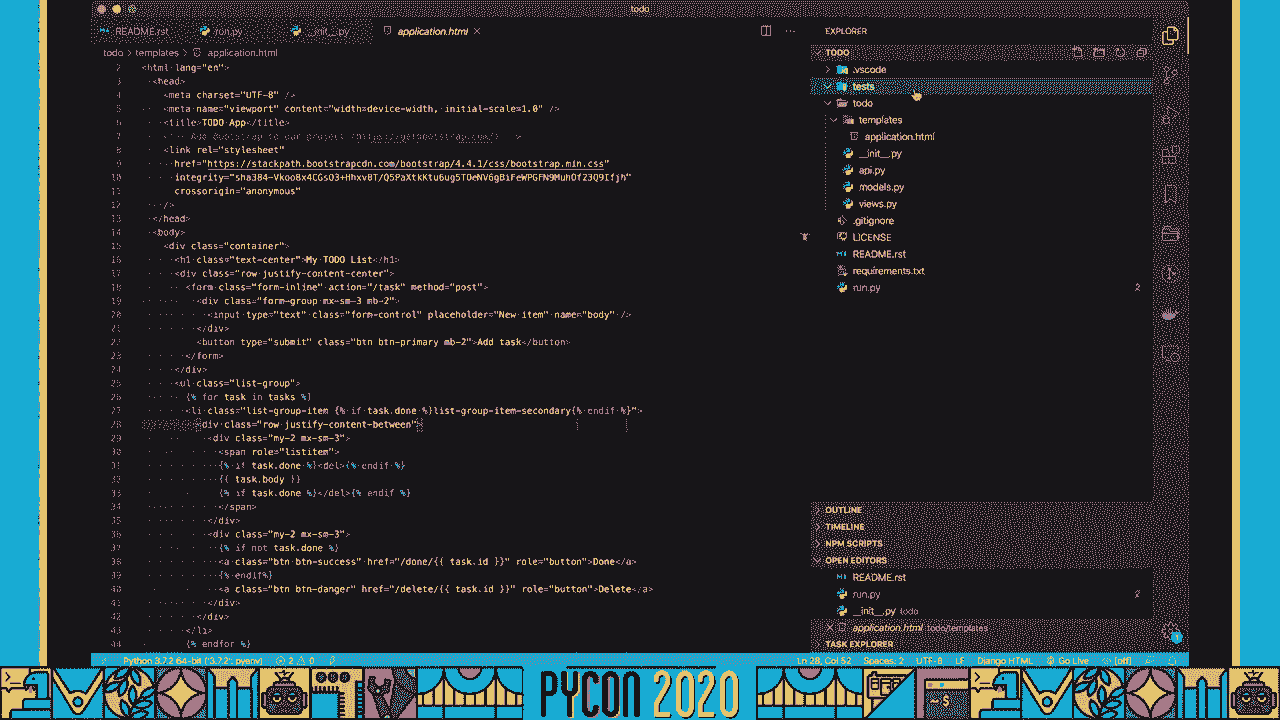 todo
README.rst
run.py
__init__.py
application.html
todo > templates > application.html
2 <html lang="en">
3 <head>
4 <meta charset="UTF-8" />
5 <meta name="viewport" content="width=device-width, initial-scale=1.0" />
6 <title>TODO App</title>
7
8 <link rel="stylesheet"
9 href="https://stackpath.bootstrapcdn.com/bootstrap/4.4.1/css/bootstrap.min.css"
10
11 crossorigin="anonymous"
12 />
13 </head>
14 <body>
15 <div class="container">
16 <h1 class="text-center">My TODO List</h1>
17 <div class="row justify-content-center">
18 <form class="form-inline" action="/task" method="post">
19 <div class="form-group mx-sm-3 mb-2">
20 <input type="text" class="form-control" placeholder="New item" name="body" />
21 </div>
22 <button type="submit" class="btn btn-primary mb-2">Add task</button>
23 </form>
24 </div>
25 <ul class="list-group">
26 {% for task in tasks %}
27 <li class="list-group-item {% if task.done %}list-group-item-secondary{% endif %}">
28 <div class="row justify-content-between">
29 <div class="my-2 mx-sm-3">
30 <span role="listitem">
31 {% if task.done %}<del>{% endif %}
32 {{ task.body }}
33 {% if task.done %}</del>{% endif %}
34 </span>
35 </div>
36 <div class="my-2 mx-sm-3">
37 {% if not task.done %}
38 <a class="btn btn-success" href="/done/{{ task.id }}" role="button">Done</a>
39 {% endif%}
40 <a class="btn btn-danger" href="/delete/{{ task.id }}" role="button">Delete</a>
41 </div>
42 </div>
43 </li>
44 {% endfor %}
EXPLORER
TODO
.vscode
tests
todo
templates
application.html
__init__.py
api.py
models.py
views.py
.gitignore
LICENSE
README.rst
requirements.txt
run.py 2
OUTLINE
TIMELINE
NPM SCRIPTS
OPEN EDITORS
README.rst
run.py 2
__init__.py todo
application.html todo/templates
TASK EXPLORER
1
Python 3.7.2 64-bit ('3.7.2': pyenv) 2 0
Ln 28, Col 52 Spaces: 2 UTF-8 LF Django HTML Go Live [off]
PYCON 2020